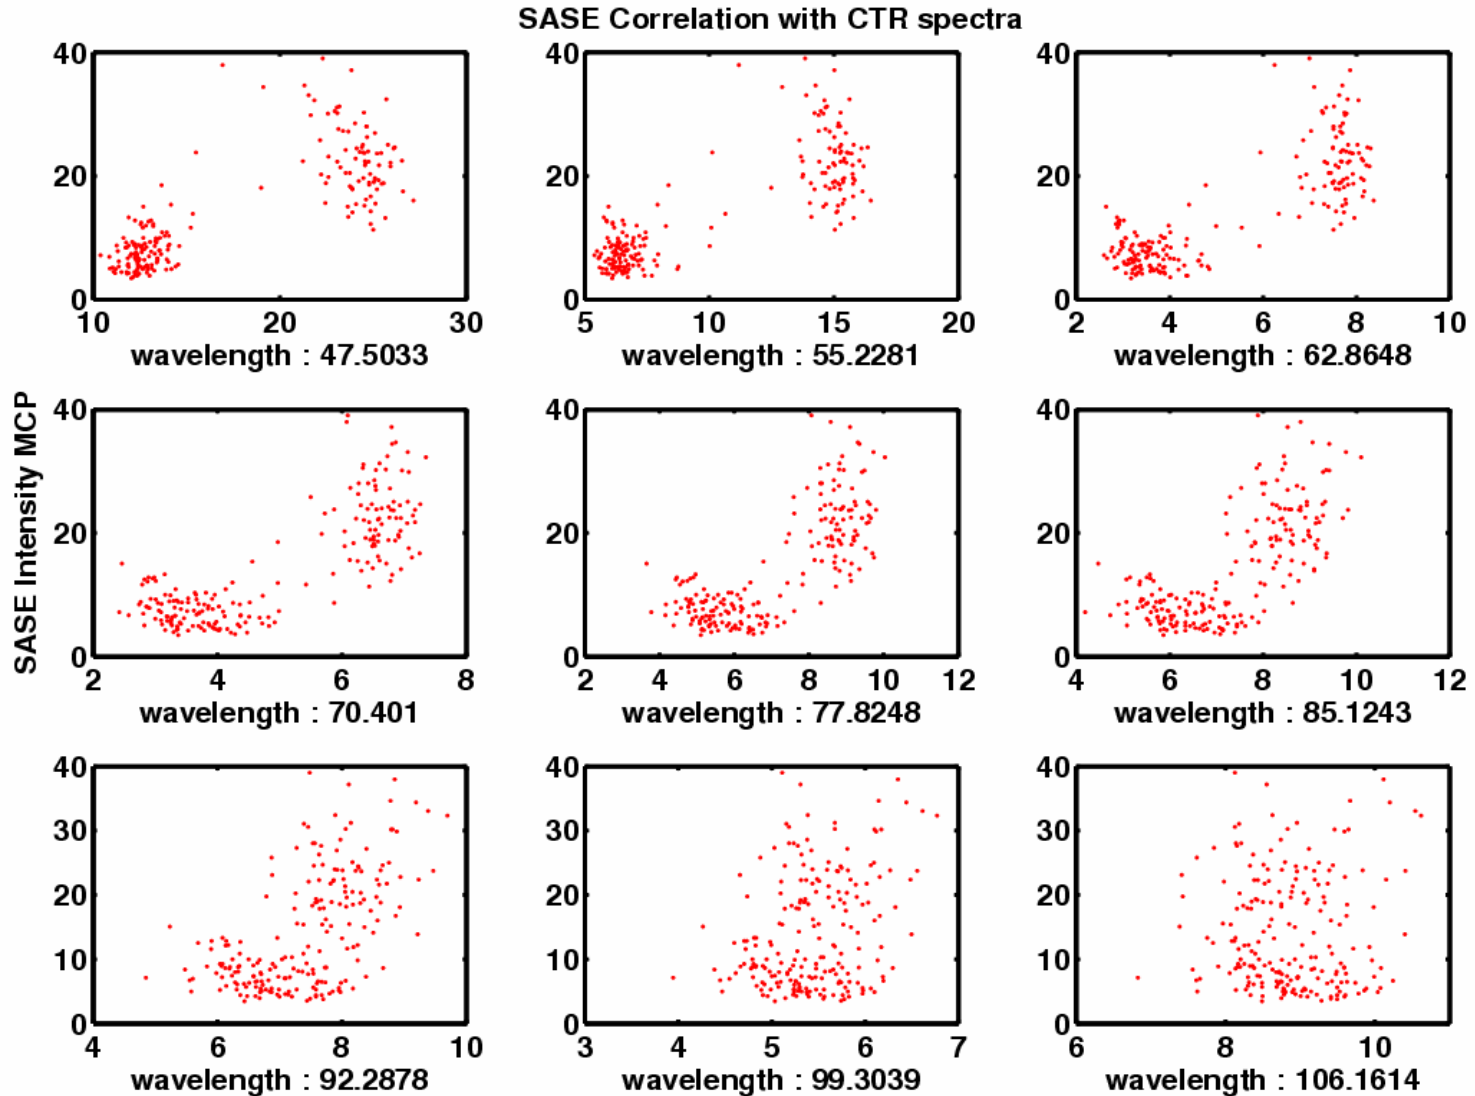 SASE Correlation with CTR spectra
40 40 40
20 20 20
0 0 0
10 20 30 5 10 15 20 2 4 6 8 10
wavelength : 47.5033 wavelength : 55.2281 wavelength : 62.8648
SASE Intensity MCP
40 40 40
20 20 20
0 0 0
2 4 6 8 2 4 6 8 10 12 4 6 8 10 12
wavelength : 70.401 wavelength : 77.8248 wavelength : 85.1243
40 40 40
30 30 30
20 20 20
10 10 10
0 0 0
4 6 8 10 3 4 5 6 7 6 8 10
wavelength : 92.2878 wavelength : 99.3039 wavelength : 106.1614